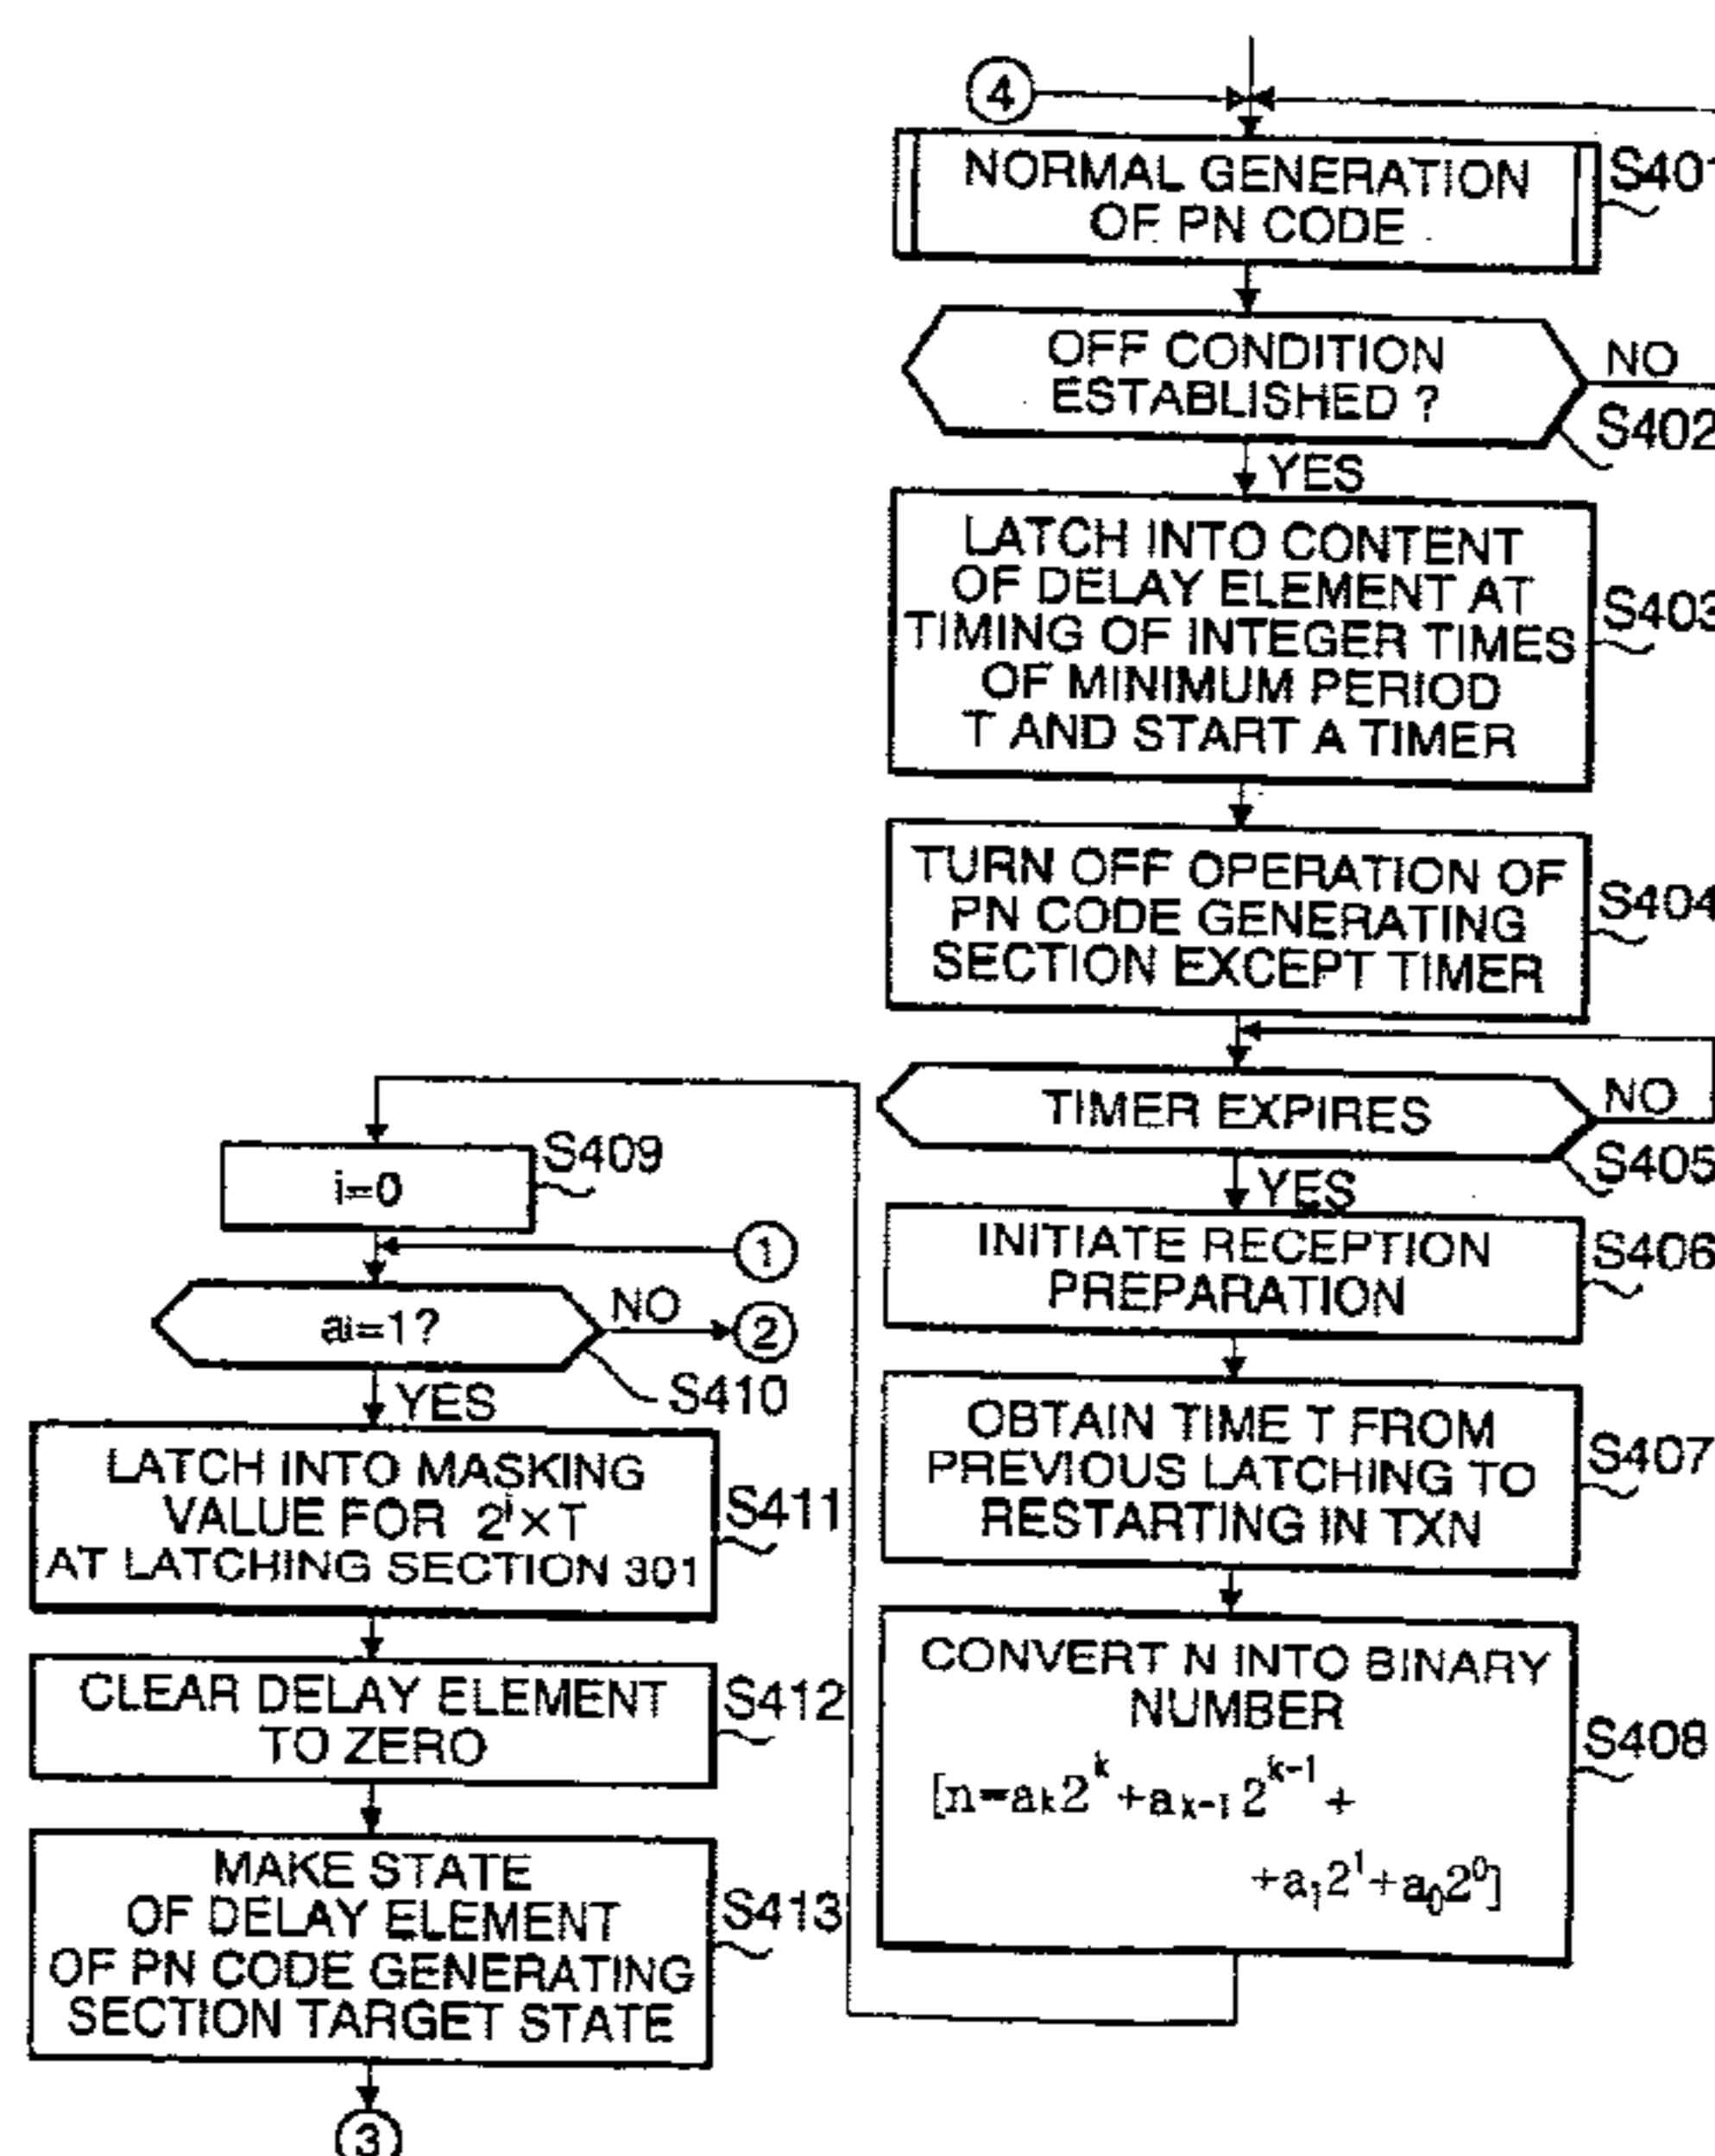 4
NORMAL GENERATION
OF PN CODE
S401
OFF CONDITION
ESTABLISHED ?
NO
S402
YES
LATCH INTO CONTENT
OF DELAY ELEMENT AT
TIMING OF INTEGER TIMES
OF MINIMUM PERIOD
T AND START A TIMER
S403
TURN OFF OPERATION OF
PN CODE GENERATING
SECTION EXCEPT TIMER
S404
TIMER EXPIRES
NO
S405
YES
INITIATE RECEPTION
PREPARATION
S406
OBTAIN TIME T FROM
PREVIOUS LATCHING TO
RESTARTING IN TXN
S407
CONVERT N INTO BINARY
NUMBER
[n=aₖ2ᵏ+aₖ₋₁2ᵏ⁻¹+
+a₁2¹+a₀2⁰]
S408
i=0
S409
1
ai=1?
NO
2
S410
YES
LATCH INTO MASKING
VALUE FOR 2ⁱ×T
AT LATCHING SECTION 301
S411
CLEAR DELAY ELEMENT
TO ZERO
S412
MAKE STATE
OF DELAY ELEMENT
OF PN CODE GENERATING
SECTION TARGET STATE
S413
3